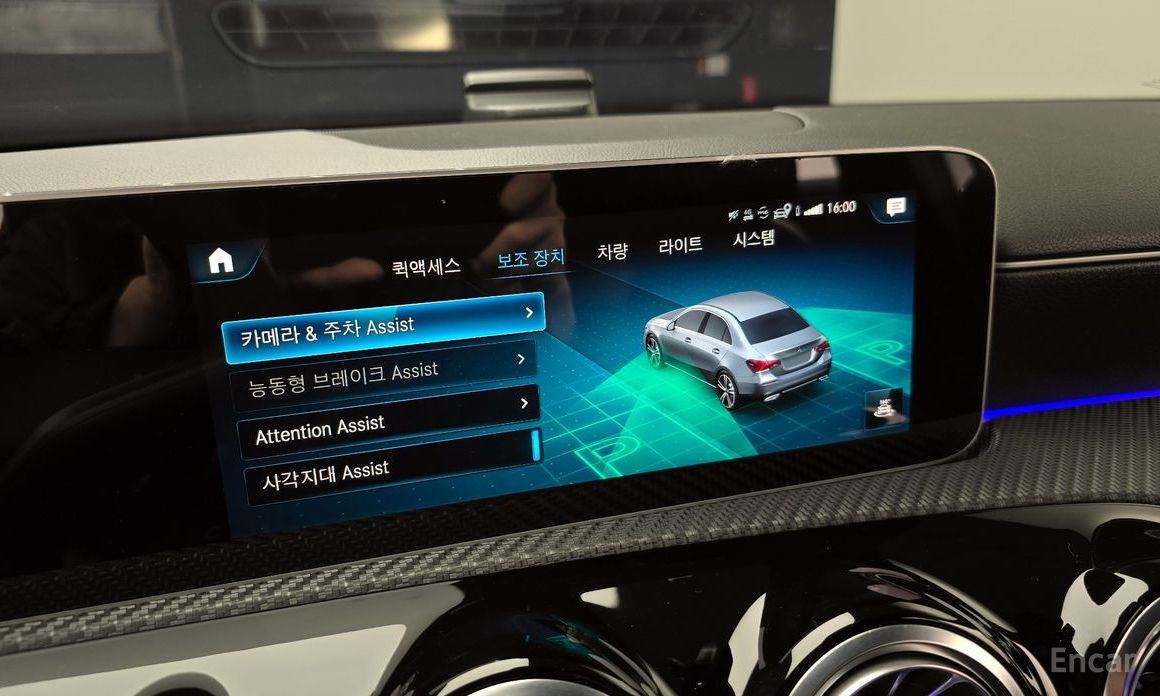 16:00
퀵액세스
보조 장치
차량
라이트
시스템
카메라 & 주차 Assist
능동형 브레이크 Assist
Attention Assist
사각지대 Assist
P
P
Encar